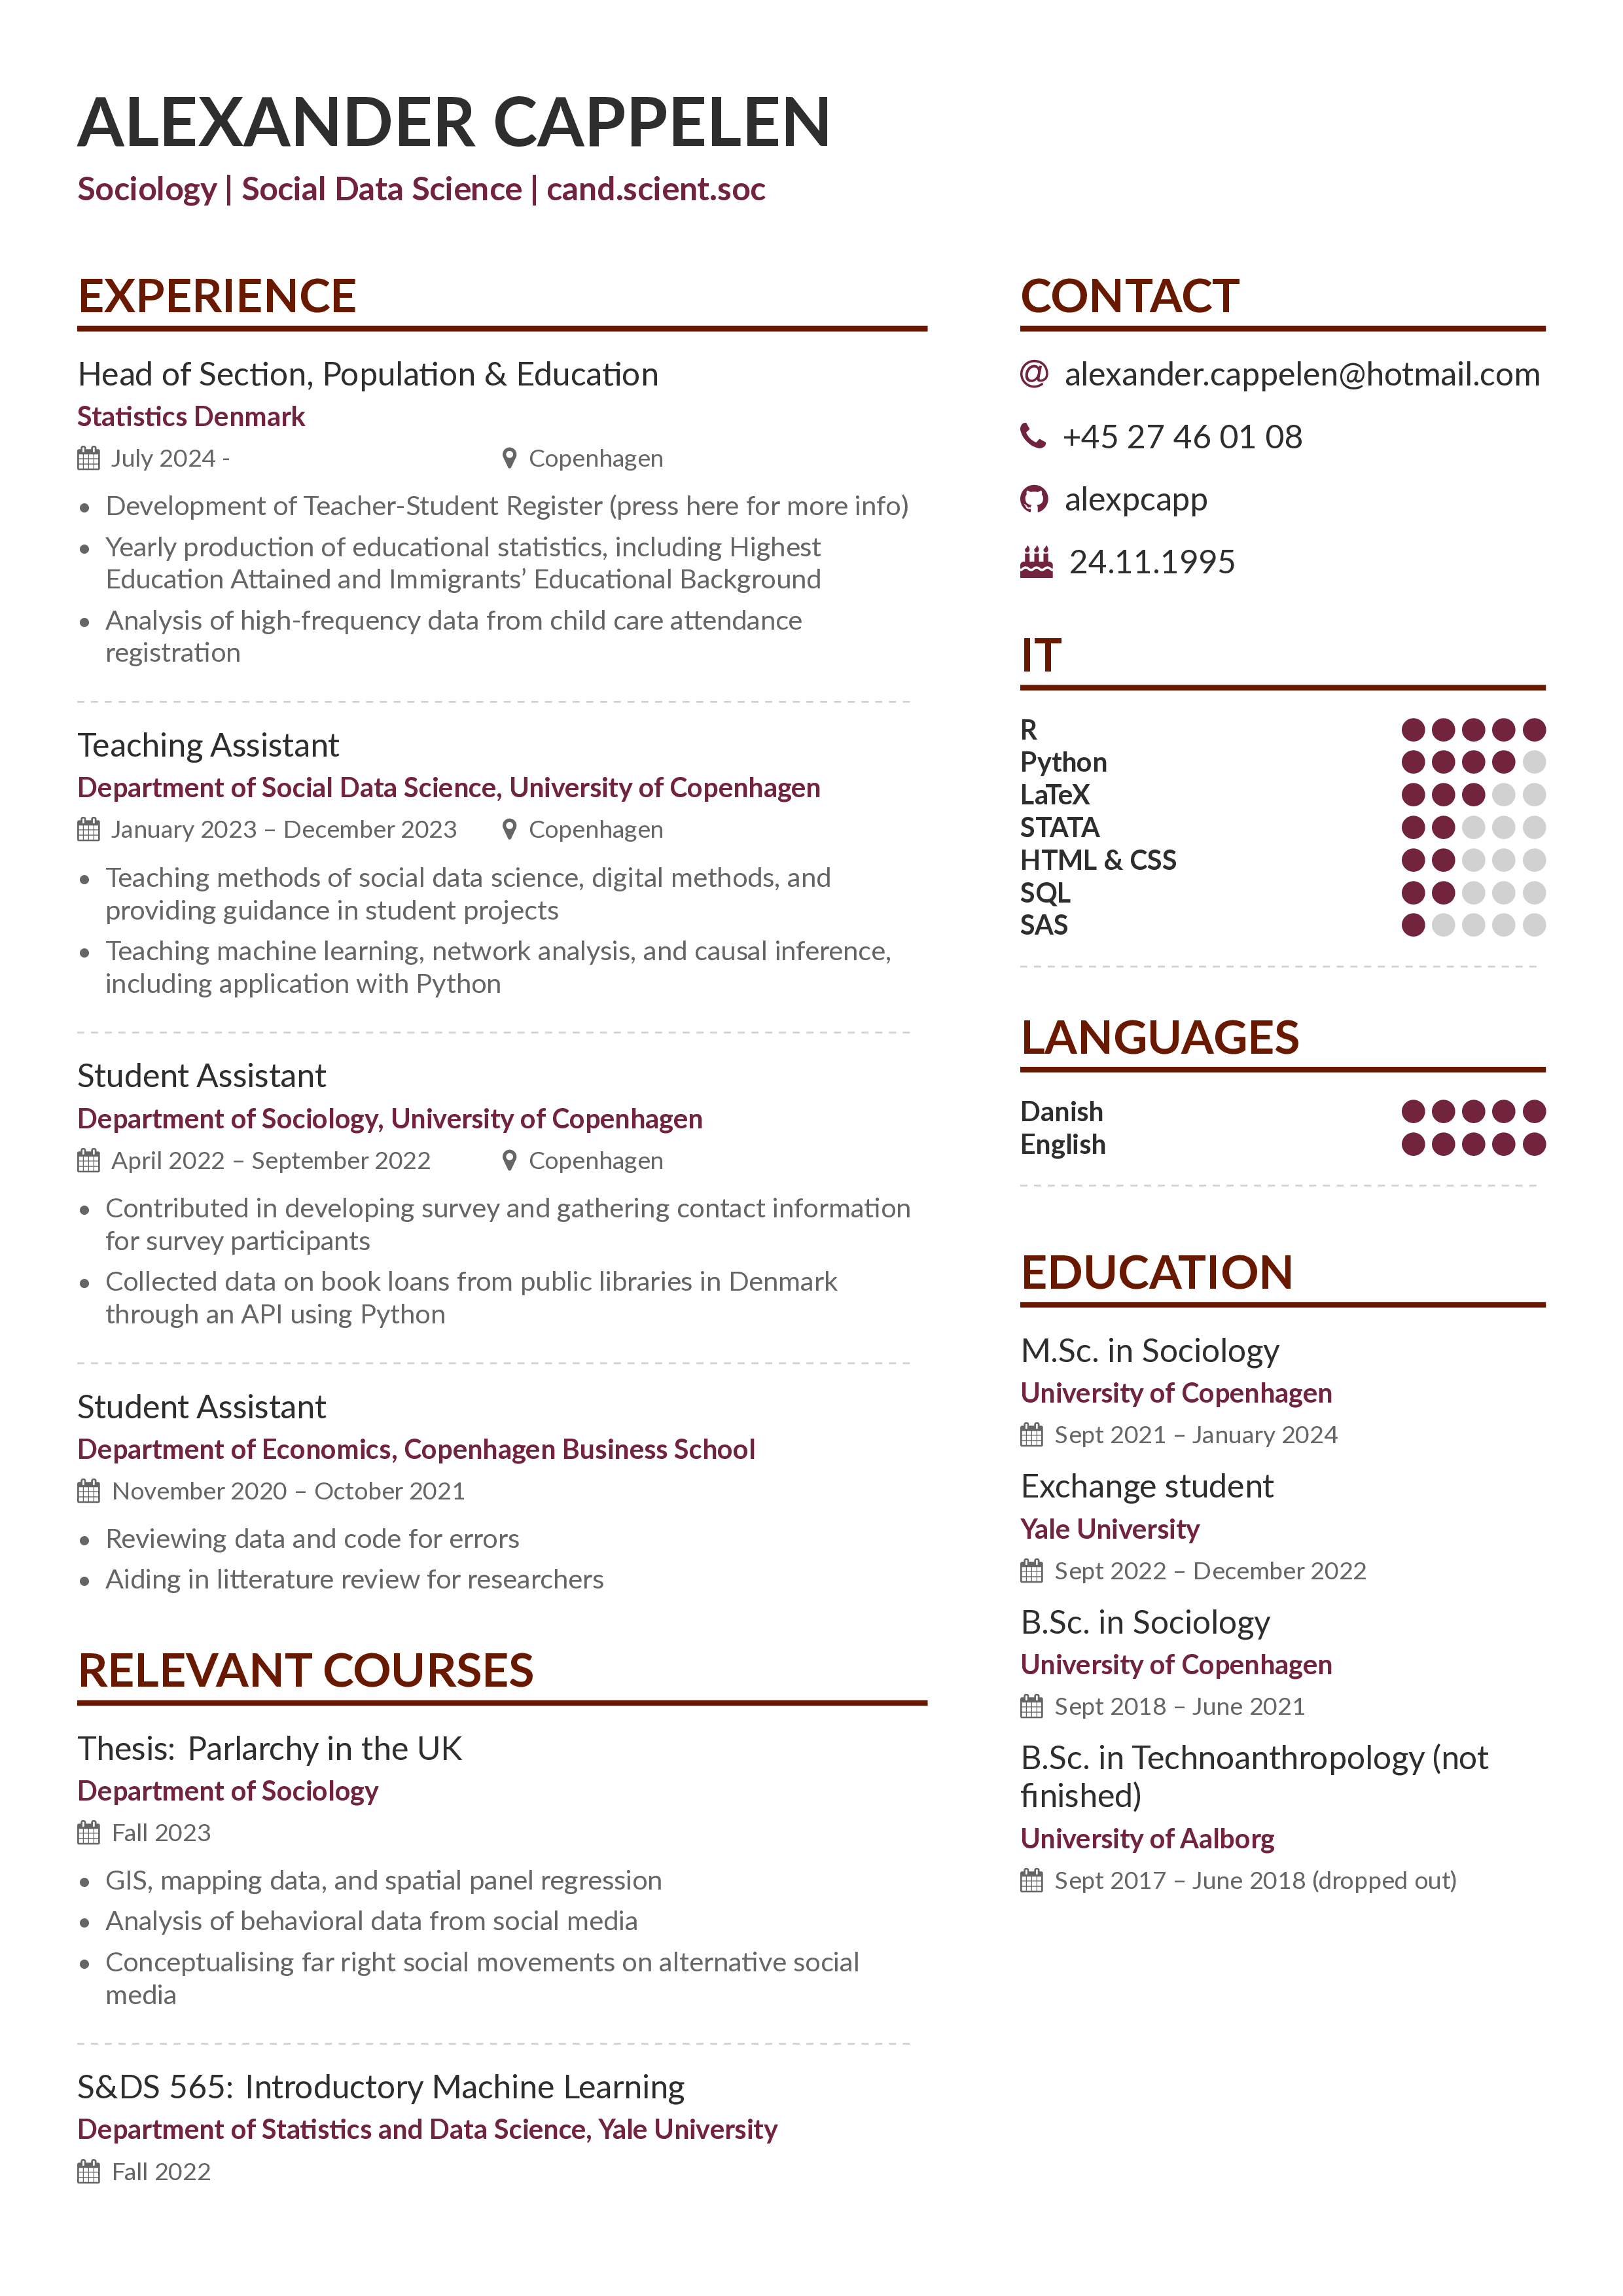 ALEXANDER CAPPELEN
Sociology | Social Data Science | cand.scient.soc
EXPERIENCE
Head of Section, Population & Education
Statistics Denmark
July 2024 -
Copenhagen
• Development of Teacher-Student Register (press here for more info)
• Yearly production of educational statistics, including Highest
Education Attained and Immigrants’ Educational Background
• Analysis of high-frequency data from child care attendance
registration
Teaching Assistant
Department of Social Data Science, University of Copenhagen
January 2023 – December 2023
Copenhagen
• Teaching methods of social data science, digital methods, and
providing guidance in student projects
• Teaching machine learning, network analysis, and causal inference,
including application with Python
Student Assistant
Department of Sociology, University of Copenhagen
April 2022 – September 2022
Copenhagen
• Contributed in developing survey and gathering contact information
for survey participants
• Collected data on book loans from public libraries in Denmark
through an API using Python
Student Assistant
Department of Economics, Copenhagen Business School
November 2020 – October 2021
• Reviewing data and code for errors
• Aiding in litterature review for researchers
RELEVANT COURSES
Thesis: Parlarchy in the UK
Department of Sociology
Fall 2023
• GIS, mapping data, and spatial panel regression
• Analysis of behavioral data from social media
• Conceptualising far right social movements on alternative social
media
S&DS 565: Introductory Machine Learning
Department of Statistics and Data Science, Yale University
Fall 2022
CONTACT
@ alexander.cappelen@hotmail.com
+45 27 46 01 08
alexpcapp
24.11.1995
IT
R
Python
LaTeX
STATA
HTML & CSS
SQL
SAS
LANGUAGES
Danish
English
EDUCATION
M.Sc. in Sociology
University of Copenhagen
Sept 2021 – January 2024
Exchange student
Yale University
Sept 2022 – December 2022
B.Sc. in Sociology
University of Copenhagen
Sept 2018 – June 2021
B.Sc. in Technoanthropology (not
finished)
University of Aalborg
Sept 2017 – June 2018 (dropped out)